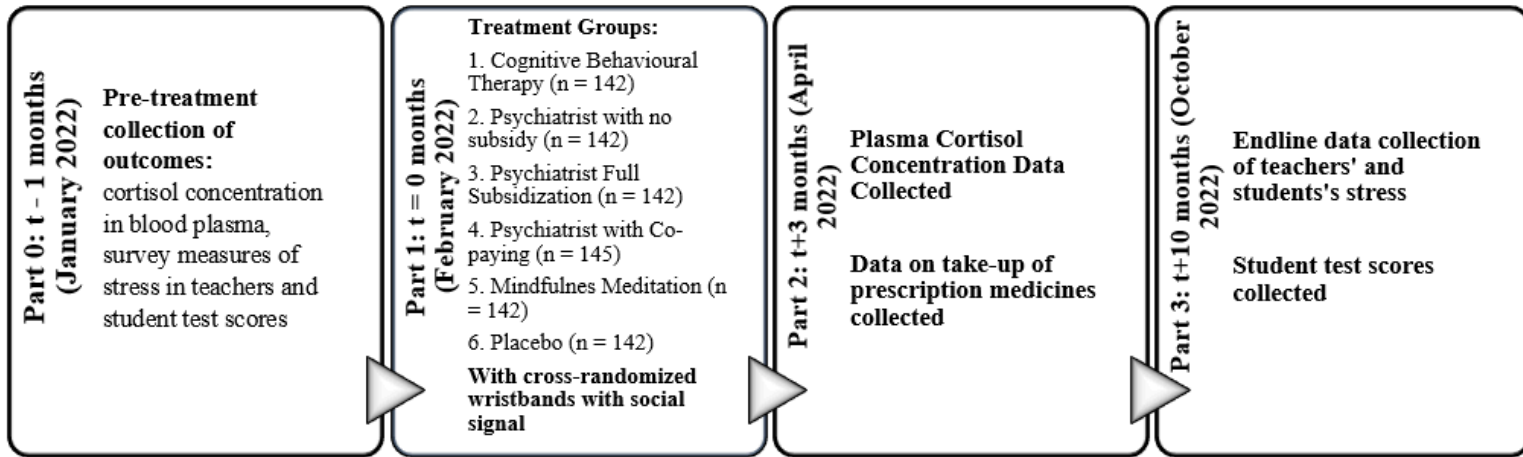 Part 0: t - 1 months
(January 2022)
Pre-treatment
collection of
outcomes:
cortisol concentration
in blood plasma,
survey measures of
stress in teachers and
student test scores
Part 1: t = 0 months
(February 2022)
Treatment Groups:
1. Cognitive Behavioural
Therapy (n = 142)
2. Psychiatrist with no
subsidy (n = 142)
3. Psychiatrist Full
Subsidization (n = 142)
4. Psychiatrist with Co-
paying (n = 145)
5. Mindfulnes Meditation (n
= 142)
6. Placebo (n = 142)
With cross-randomized
wristbands with social
signal
Part 2: t+3 months (April
2022)
Plasma Cortisol
Concentration Data
Collected
Data on take-up of
prescription medicines
collected
Part 3: t+10 months (October
2022)
Endline data collection
of teachers' and
students's stress
Student test scores
collected